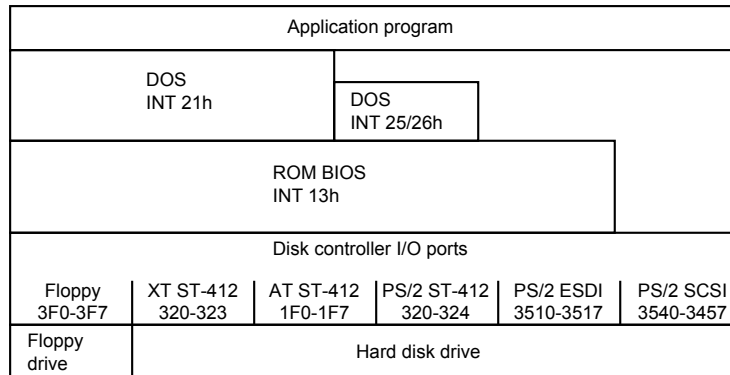 Application program
DOS
INT 21h
DOS
INT 25/26h
ROM BIOS
INT 13h
Disk controller I/O ports
Floppy XT ST-412 AT ST-412 PS/2 ST-412 PS/2 ESDI PS/2 SCSI
3F0-3F7 320-323 1F0-1F7 320-324 3510-3517 3540-3457
Floppy
drive
Hard disk drive